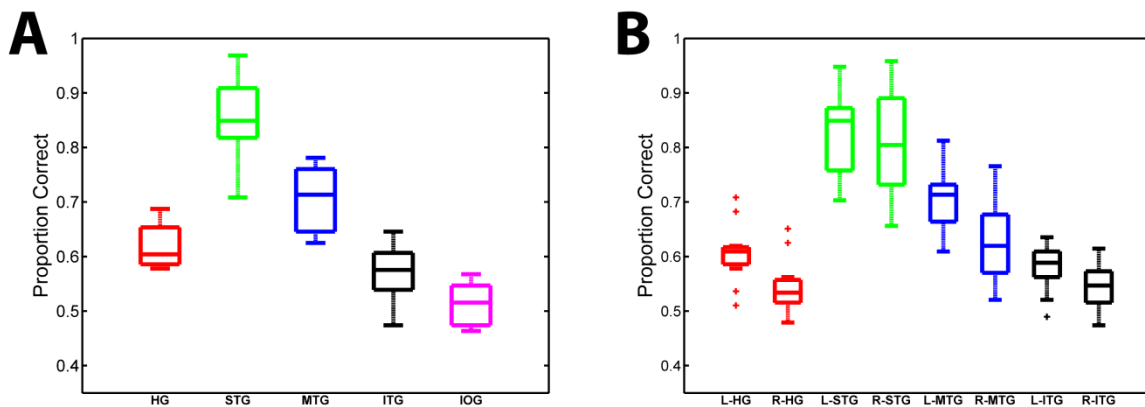 A
Proportion Correct
1
0.9
0.8
0.7
0.6
0.5
0.4
HG STG MTG ITG IOG
B
Proportion Correct
1
0.9
0.8
0.7
0.6
0.5
0.4
L-HG R-HG L-STG R-STG L-MTG R-MTG L-ITG R-ITG